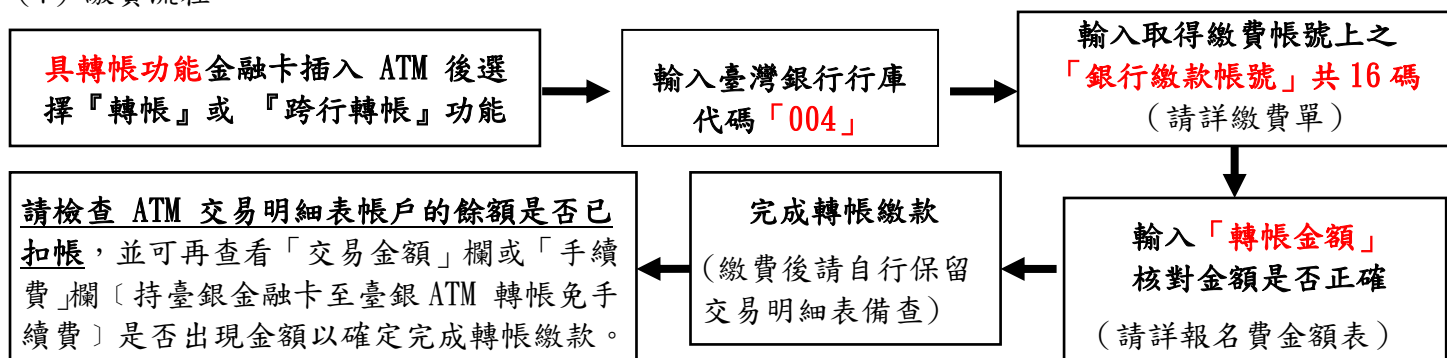 具轉帳功能金融卡插入 ATM 後選
擇『轉帳』或 『跨行轉帳』功能
輸入臺灣銀行行庫
代碼「004」
輸入取得繳費帳號上之
「銀行繳款帳號」共 16 碼
(請詳繳費單)
輸入「轉帳金額」
核對金額是否正確
(請詳報名費金額表)
完成轉帳繳款
(繳費後請自行保留
交易明細表備查)
請檢查 ATM 交易明細表帳戶的餘額是否已
扣帳，並可再查看「交易金額」欄或「手續
費」欄〔持臺銀金融卡至臺銀 ATM 轉帳免手
續費〕是否出現金額以確定完成轉帳繳款。